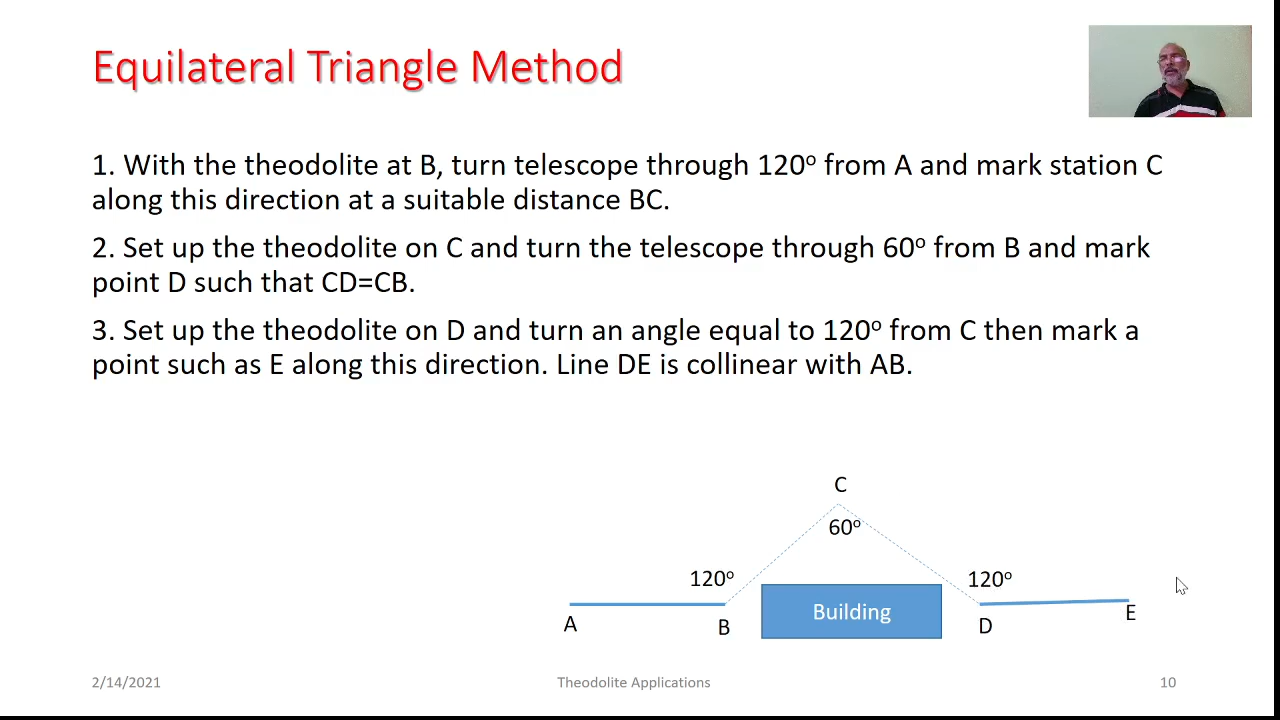 Equilateral Triangle Method
1. With the theodolite at B, turn telescope through 120º from A and mark station C
along this direction at a suitable distance BC.
2. Set up the theodolite on C and turn the telescope through 60º from B and mark
point D such that CD=CB.
3. Set up the theodolite on D and turn an angle equal to 120º from C then mark a
point such as E along this direction. Line DE is collinear with AB.
C
60º
120º
120º
Building
A
B
D
E
2/14/2021
Theodolite Applications
10